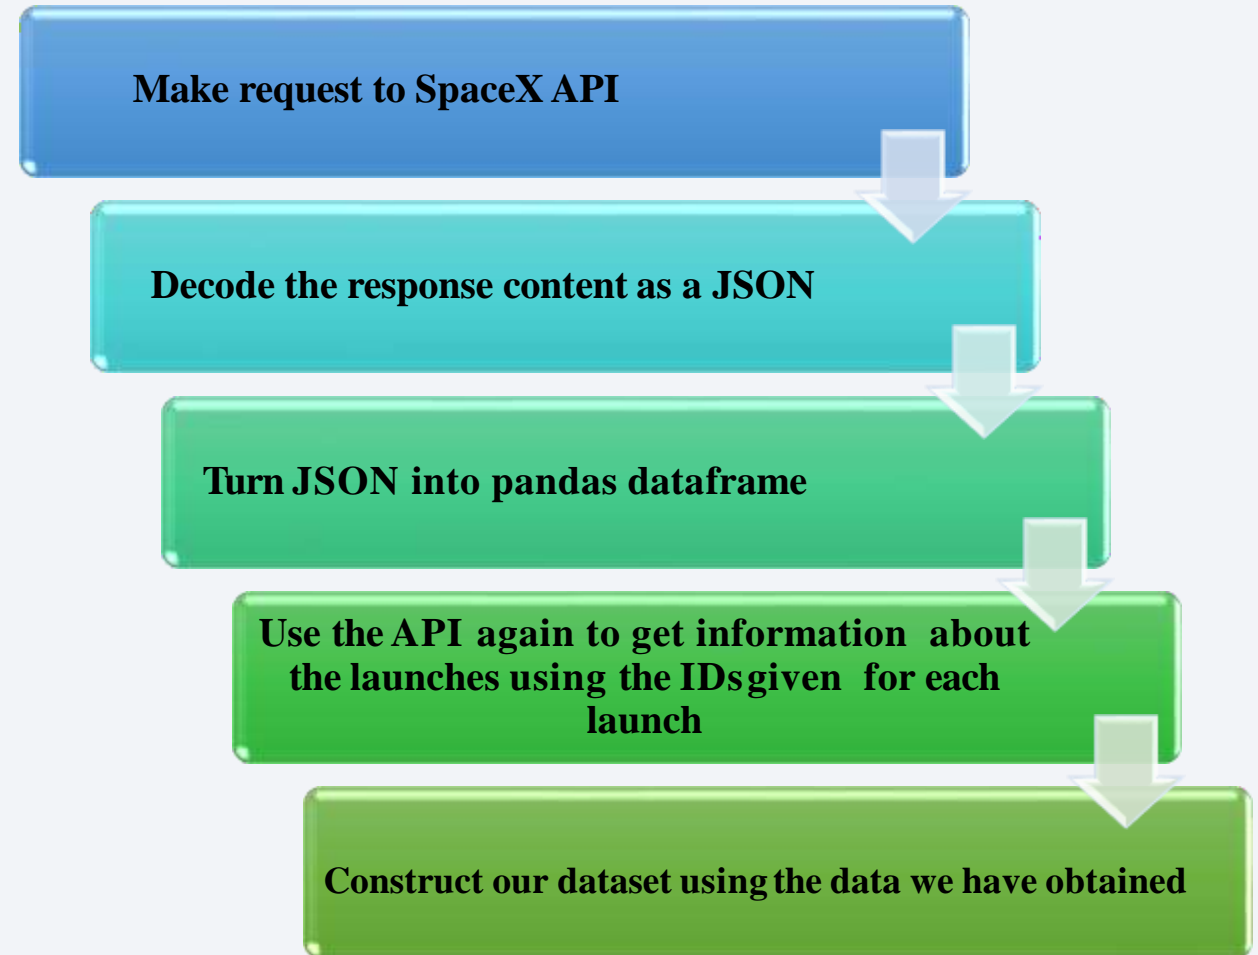 Make request to SpaceX API
Decode the response content as a JSON
Turn JSON into pandas dataframe
Use the API again to get information about
the launches using the IDs given for each
launch
Construct our dataset using the data we have obtained